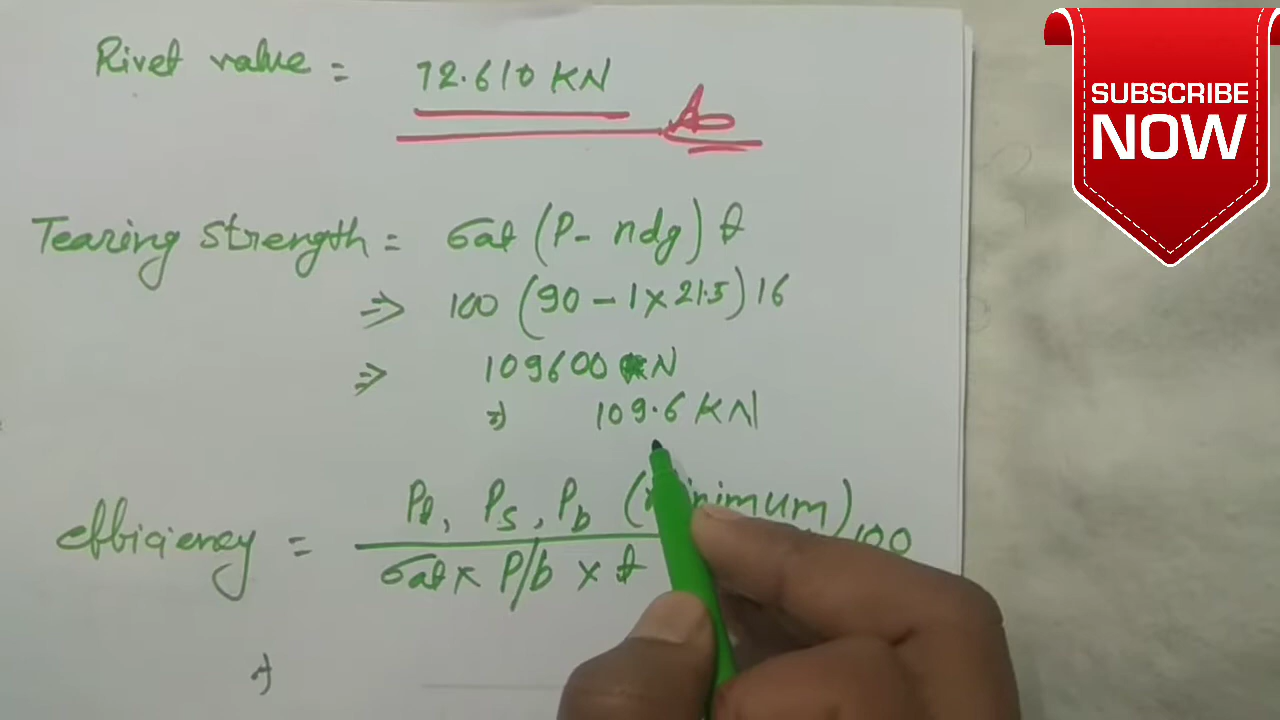 Rivet value = 72.610 KN
SUBSCRIBE
NOW
Tearing Strength = σat (P- ndg) t
⇒ 100 (90 - 1 x 21.5) 16
⇒ 109600 N
⇒ 109.6 KN
Pt, Ps, Pb (minimum)
efficiency = 100
σat x P/b x t